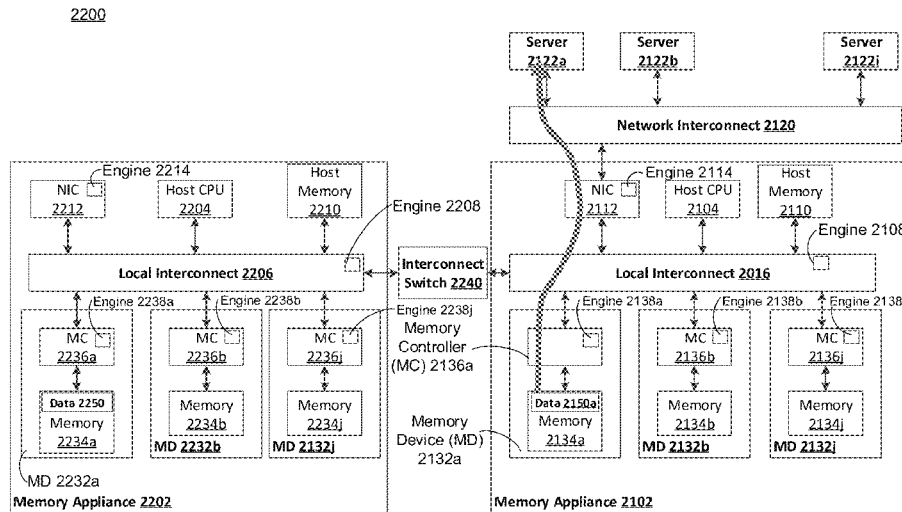 2200
Server
2122a
Server
2122b
Server
2122i
Network Interconnect 2120
Engine 2214
NIC
2212
Host CPU
2204
Host
Memory
2210
Engine 2208
Engine 2114
NIC
2112
Host CPU
2104
Host
Memory
2110
Engine 2108
Local Interconnect 2206
Interconnect
Switch 2240
Local Interconnect 2016
Engine 2238a
Engine 2238b
Engine 2238j
Engine 2138a
Engine 2138b
Engine 2138
MC
2236a
MC
2236b
MC
2236j
Memory
Controller
(MC) 2136a
MC
2136b
MC
2136j
Data 2250
Memory
2234a
Memory
2234b
Memory
2234j
Data 2150a
Memory
2134a
Memory
2134b
Memory
2134j
Memory
Device (MD)
2132a
MD 2232a
MD 2232b
MD 2132j
MD 2132b
MD 2132j
Memory Appliance 2202
Memory Appliance 2102